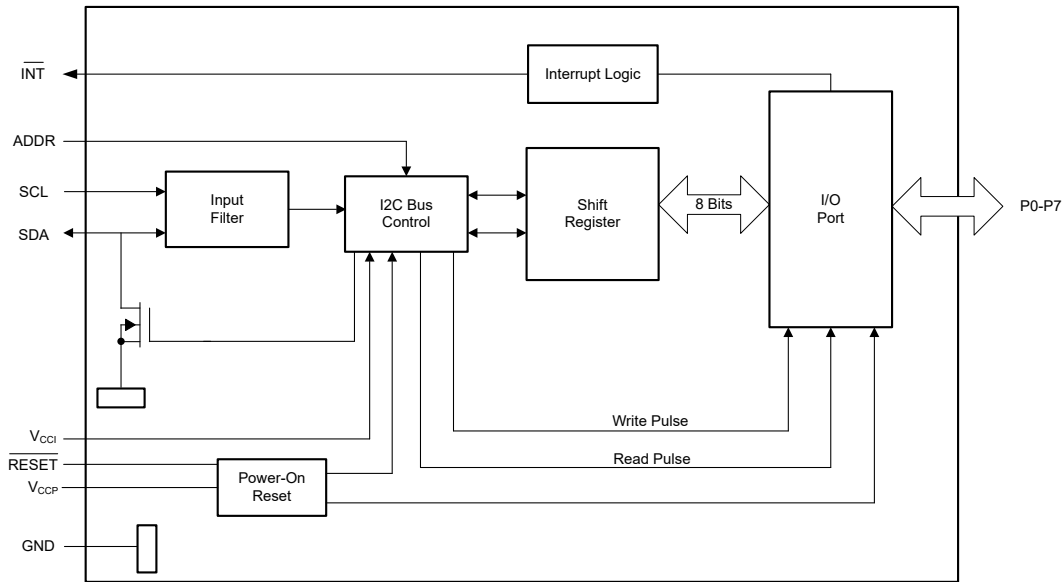 INT
Interrupt Logic
ADDR
SCL
SDA
Input
Filter
I2C Bus
Control
Shift
Register
8 Bits
I/O
Port
P0-P7
VCCI
RESET
VCCP
Power-On
Reset
Write Pulse
Read Pulse
GND